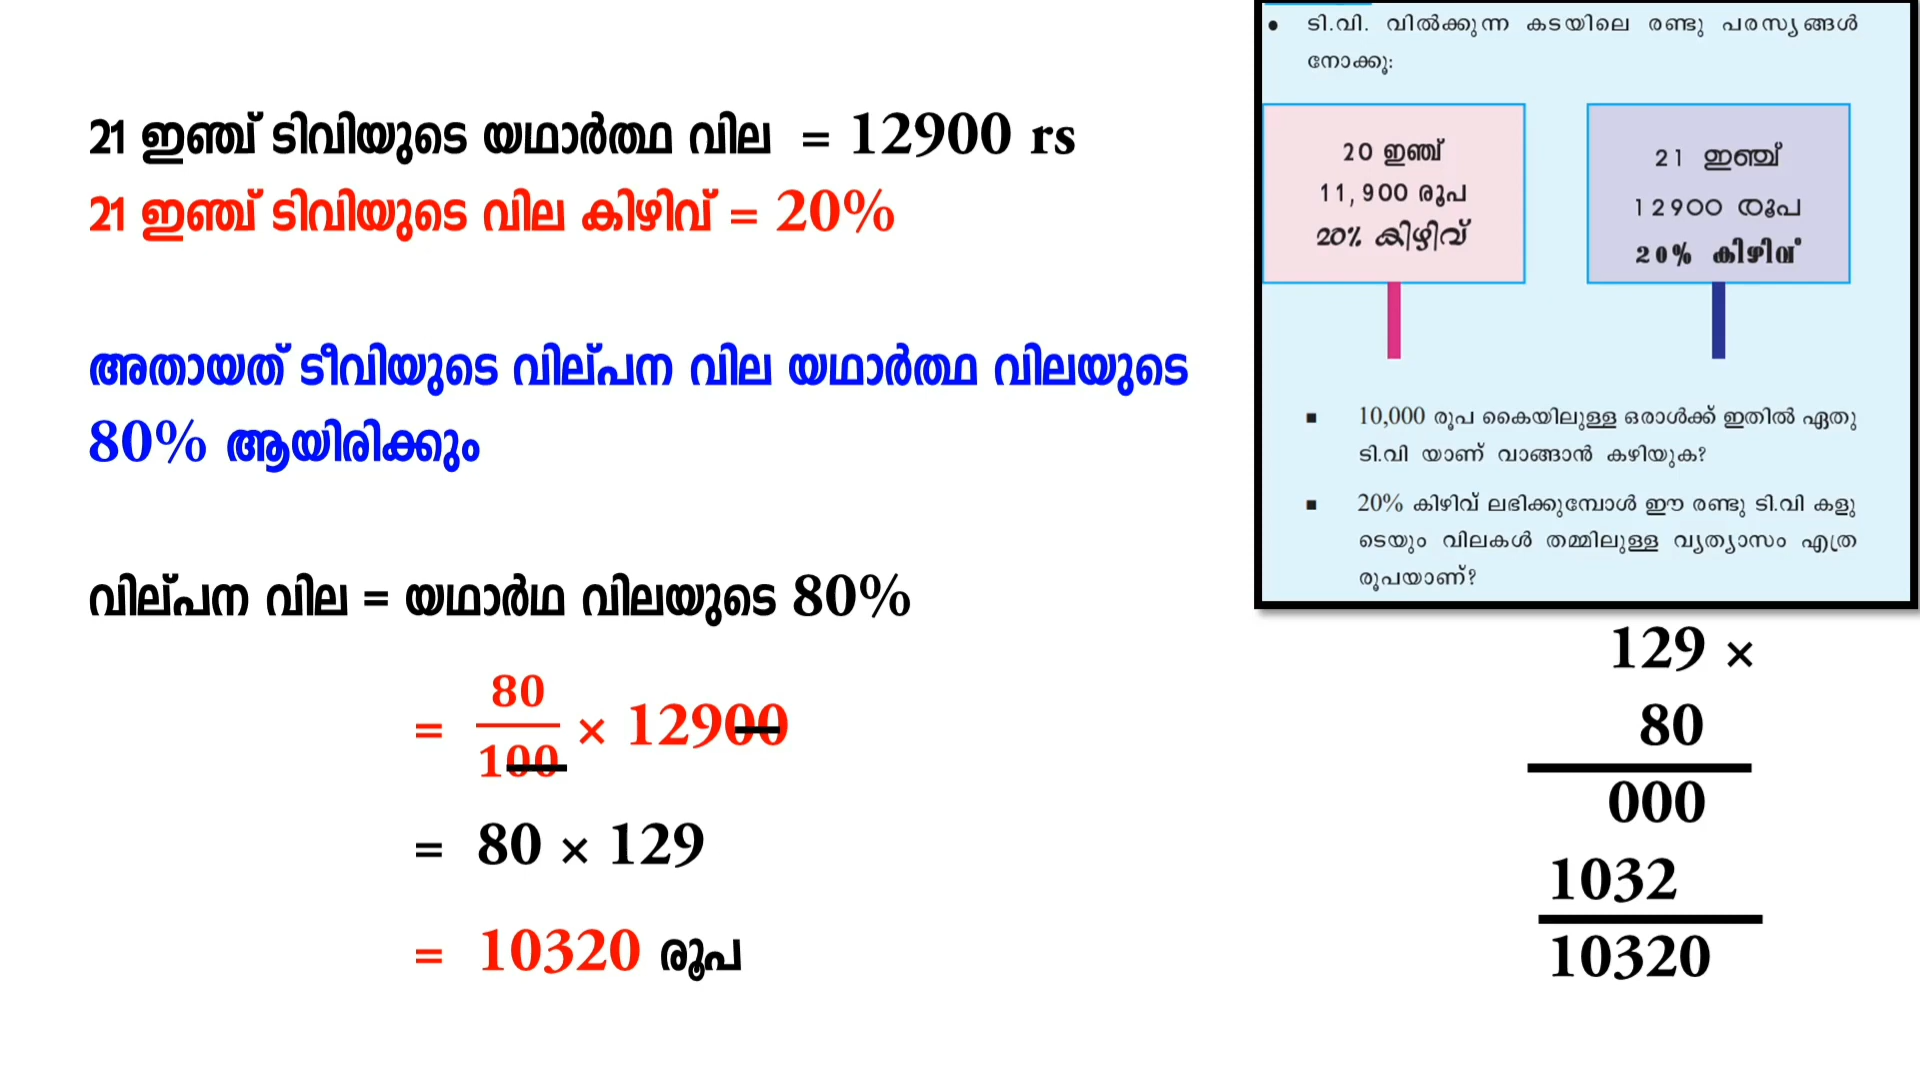 21 ഇഞ്ച് ടിവിയുടെ യഥാർത്ഥ വില = 12900 rs
21 ഇഞ്ച് ടിവിയുടെ വില കിഴിവ് = 20%
അതായത് ടീവിയുടെ വില്പന വില യഥാർത്ഥ വിലയുടെ
80% ആയിരിക്കും
വില്പന വില = യഥാർഥ വിലയുടെ 80%
= 80/100 × 12900
= 80 × 129
= 10320 രൂപ
• ടി.വി. വിൽക്കുന്ന കടയിലെ രണ്ടു പരസ്യങ്ങൾ
നോക്കൂ:
20 ഇഞ്ച്
11,900 രൂപ
20% കിഴിവ്
21 ഇഞ്ച്
12900 രൂപ
20% കിഴിവ്
▪ 10,000 രൂപ കൈയിലുള്ള ഒരാൾക്ക് ഇതിൽ ഏതു
ടി.വി യാണ് വാങ്ങാൻ കഴിയുക?
▪ 20% കിഴിവ് ലഭിക്കുമ്പോൾ ഈ രണ്ടു ടി.വി കളു
ടെയും വിലകൾ തമ്മിലുള്ള വ്യത്യാസം എത്ര
രൂപയാണ്?
129 ×
80
000
1032
10320